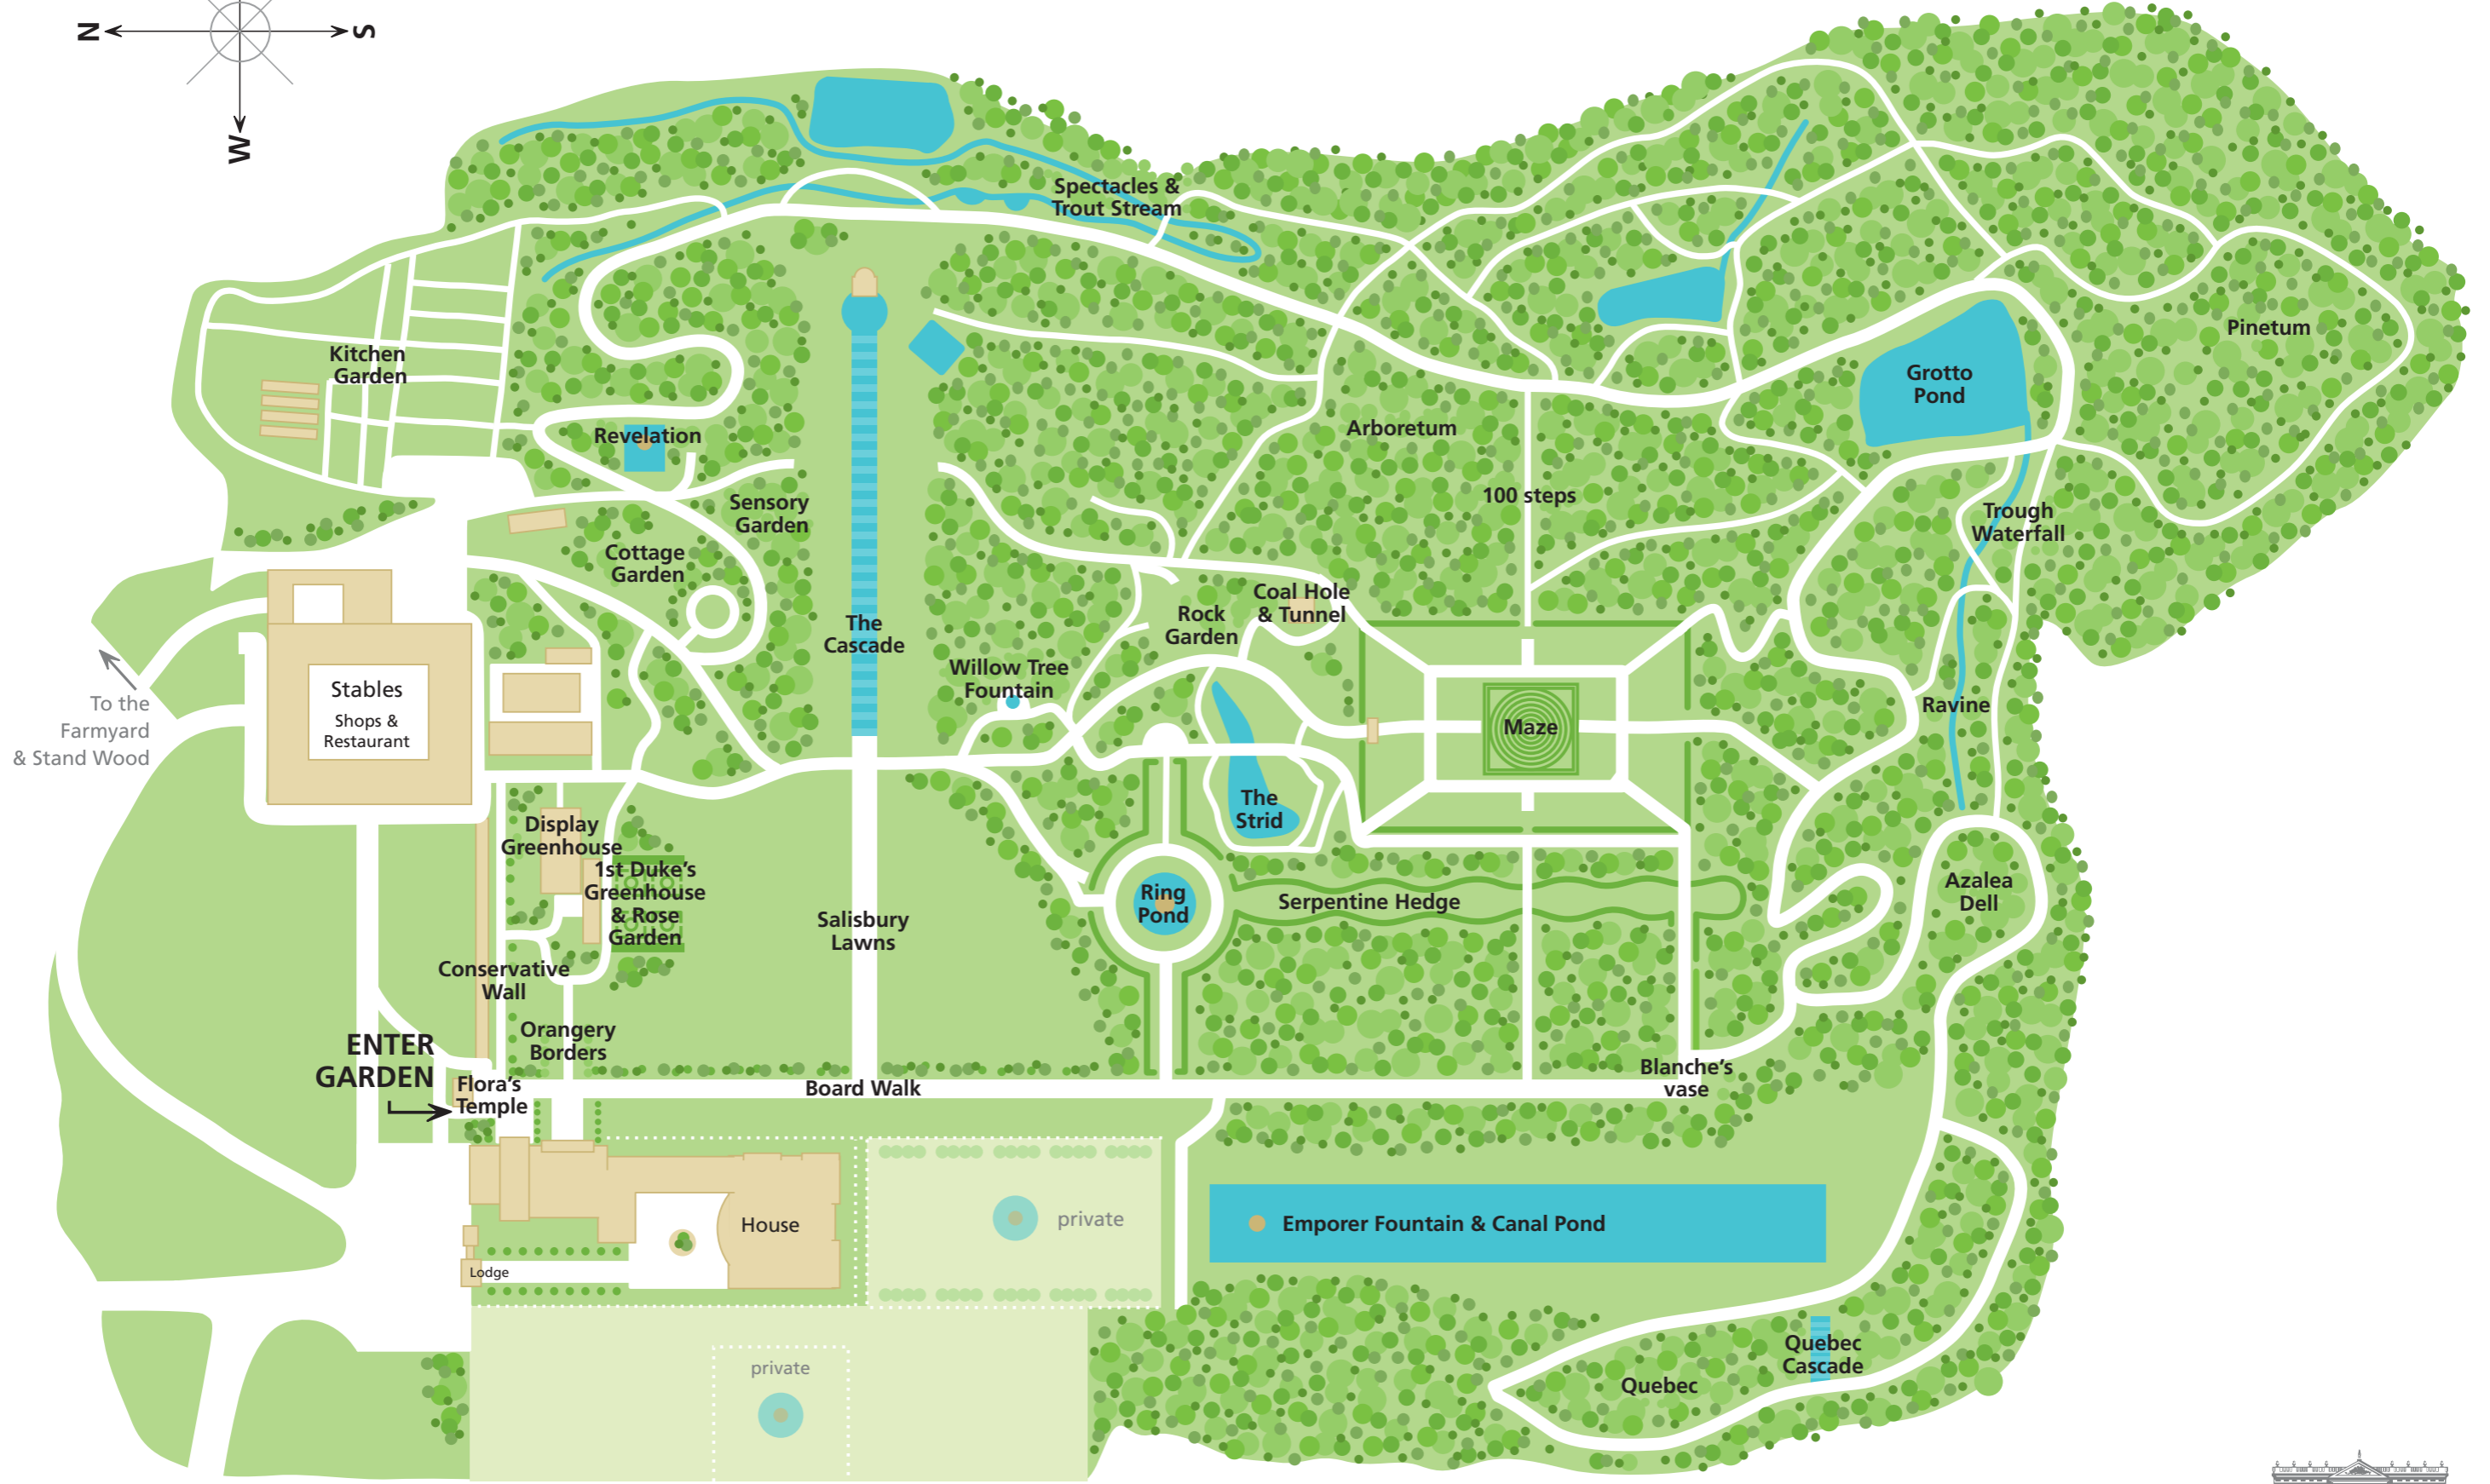 N
S
W
Spectacles &
Trout Stream
Kitchen
Garden
Pinetum
Grotto
Pond
Revelation
Arboretum
100 steps
Sensory
Garden
Trough
Waterfall
Cottage
Garden
Coal Hole
& Tunnel
Rock
Garden
The
Cascade
Willow Tree
Fountain
Stables
Shops &
Restaurant
To the
Farmyard
& Stand Wood
Ravine
Maze
The
Strid
Display
Greenhouse
1st Duke's
Greenhouse
& Rose
Garden
Ring
Pond
Serpentine Hedge
Azalea
Dell
Salisbury
Lawns
Conservative
Wall
Orangery
Borders
ENTER
GARDEN
Flora's
Temple
Board Walk
Blanche's
vase
House
private
Emporer Fountain & Canal Pond
Lodge
private
Quebec
Cascade
Quebec